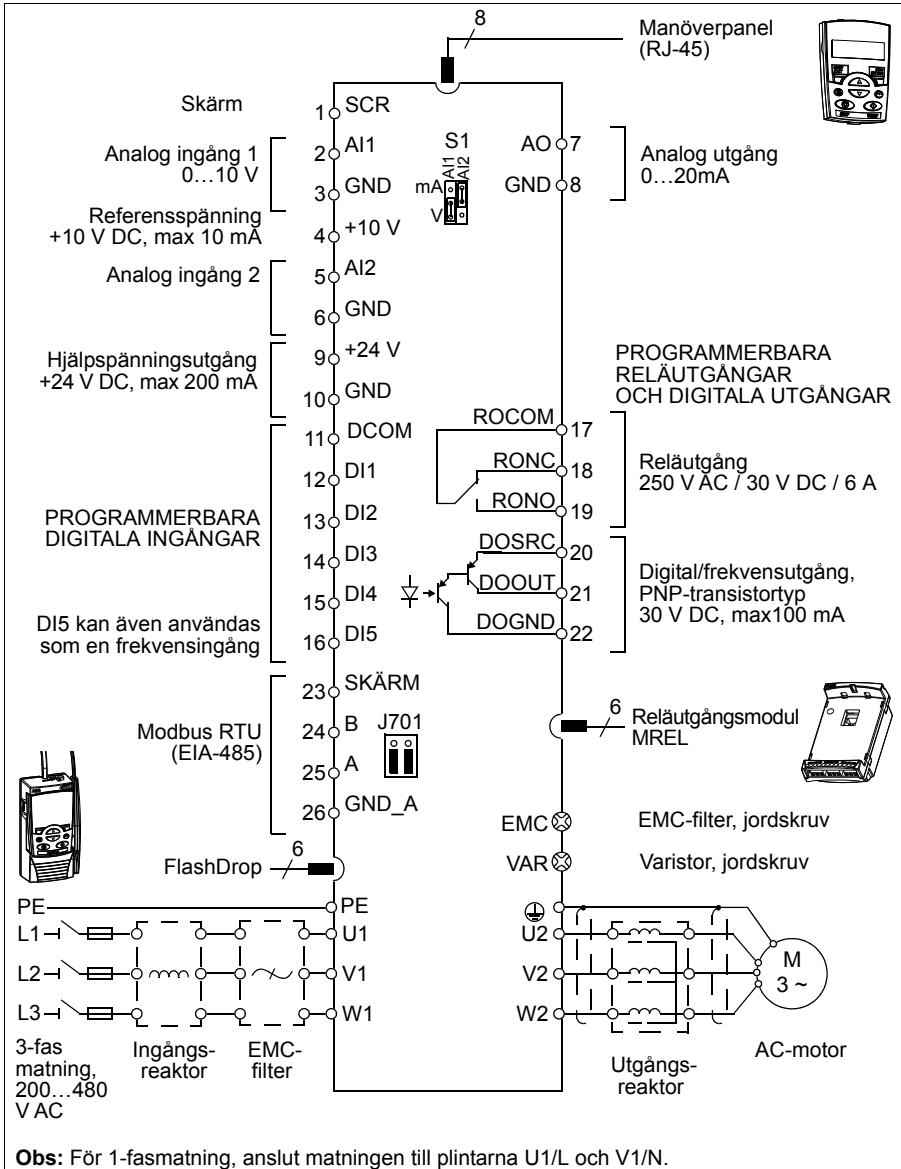 8
Manöverpanel
(RJ-45)
Skärm
1 SCR
Analog ingång 1
0...10 V
2 AI1
3 GND
S1
AI1
AI2
mA
V
AO 7
GND 8
Analog utgång
0...20mA
Referensspänning
+10 V DC, max 10 mA
4 +10 V
Analog ingång 2
5 AI2
6 GND
Hjälpspänningsutgång
+24 V DC, max 200 mA
9 +24 V
10 GND
PROGRAMMERBARA
RELÄUTGÅNGAR
OCH DIGITALA UTGÅNGAR
PROGRAMMERBARA
DIGITALA INGÅNGAR
DI5 kan även användas
som en frekvensingång
11 DCOM
12 DI1
13 DI2
14 DI3
15 DI4
16 DI5
ROCOM 17
RONC 18
RONO 19
Reläutgång
250 V AC / 30 V DC / 6 A
DOSRC 20
DOOUT 21
DOGND 22
Digital/frekvensutgång,
PNP-transistortyp
30 V DC, max100 mA
Modbus RTU
(EIA-485)
23 SKÄRM
24 B
25 A
26 GND_A
J701
6
Reläutgångsmodul
MREL
EMC
EMC-filter, jordskruv
VAR
Varistor, jordskruv
FlashDrop
6
PE
PE
L1
U1
U2
L2
V1
V2
L3
W1
W2
M
3 ~
3-fas
matning,
200...480
V AC
Ingångs-
reaktor
EMC-
filter
Utgångs-
reaktor
AC-motor
Obs: För 1-fasmatning, anslut matningen till plintarna U1/L och V1/N.